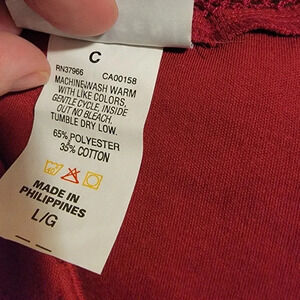 C
RN37966 CA00158
MACHINE WASH WARM
WITH LIKE COLORS,
GENTLE CYCLE, INSIDE
OUT NO BLEACH.
TUMBLE DRY LOW.
65% POLYESTER
35% COTTON
MADE IN
PHILIPPINES
L/G